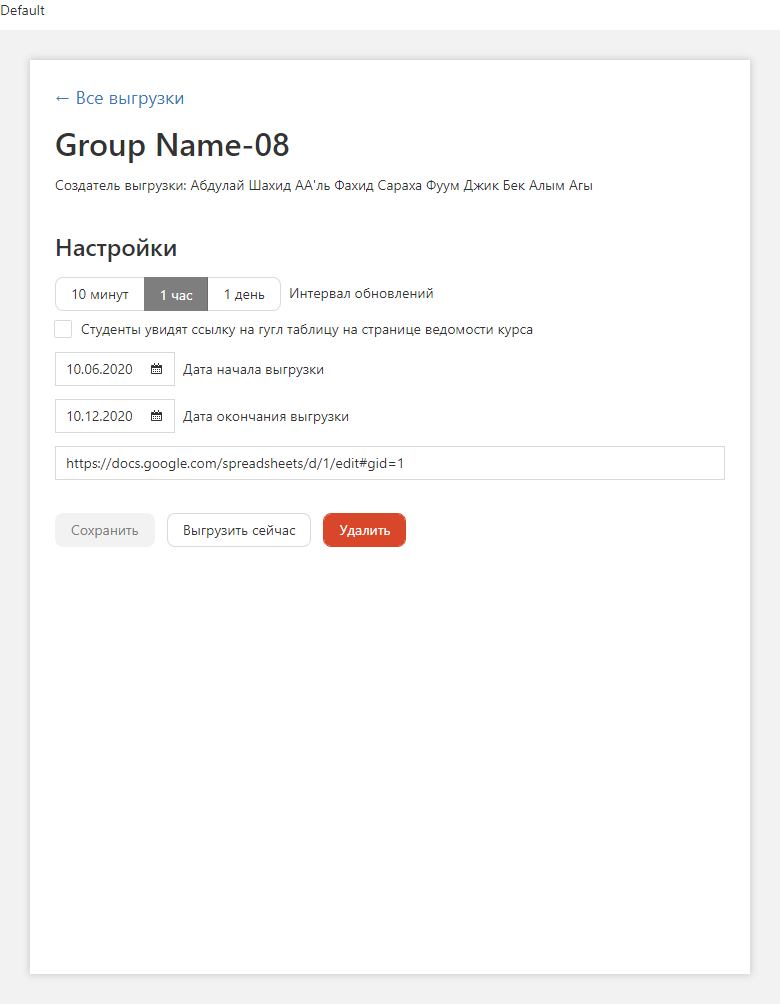 Default
← Все выгрузки
Group Name-08
Создатель выгрузки: Абдулай Шахид АА'ль Фахид Сараха Фуум Джик Бек Алым Агы
Настройки
10 минут 1 час 1 день Интервал обновлений
Студенты увидят ссылку на гугл таблицу на странице ведомости курса
10.06.2020 Дата начала выгрузки
10.12.2020 Дата окончания выгрузки
https://docs.google.com/spreadsheets/d/1/edit#gid=1
Сохранить Выгрузить сейчас Удалить